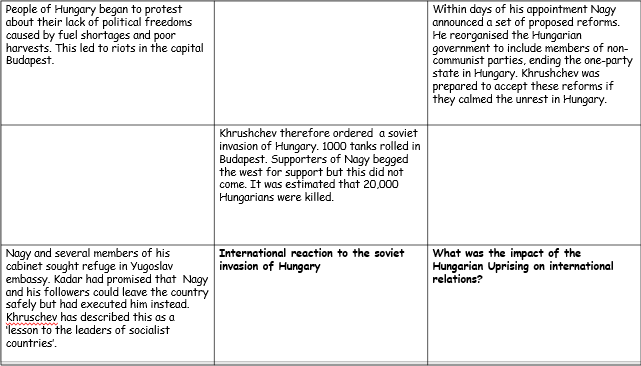 People of Hungary began to protest
about their lack of political freedoms
caused by fuel shortages and poor
harvests. This led to riots in the capital
Budapest.
Within days of his appointment Nagy
announced a set of proposed reforms.
He reorganised the Hungarian
government to include members of non-
communist parties, ending the one-party
state in Hungary. Khrushchev was
prepared to accept these reforms if
they calmed the unrest in Hungary.
Khrushchev therefore ordered a soviet
invasion of Hungary. 1000 tanks rolled in
Budapest. Supporters of Nagy begged
the west for support but this did not
come. It was estimated that 20,000
Hungarians were killed.
Nagy and several members of his
cabinet sought refuge in Yugoslav
embassy. Kadar had promised that Nagy
and his followers could leave the country
safely but had executed him instead.
Khruschev has described this as a
'lesson to the leaders of socialist
countries'.
International reaction to the soviet
invasion of Hungary
What was the impact of the
Hungarian Uprising on international
relations?